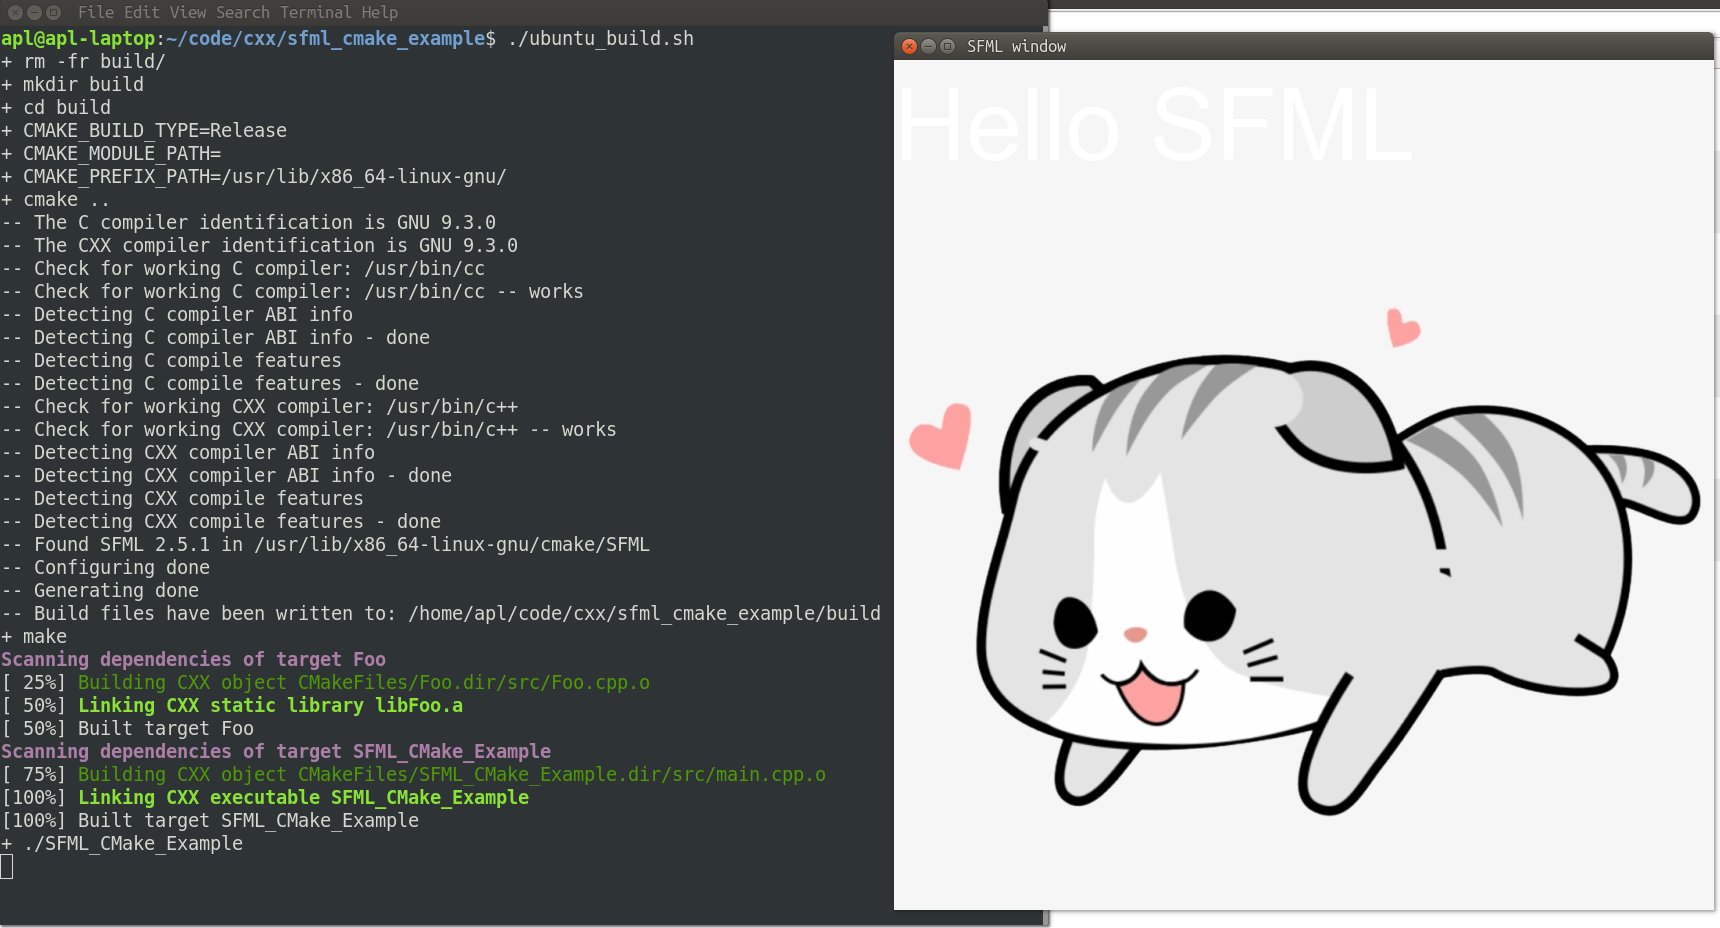 File Edit View Search Terminal Help
apl@apl-laptop:~/code/cxx/sfml_cmake_example$ ./ubuntu_build.sh
+ rm -fr build/
+ mkdir build
+ cd build
+ CMAKE_BUILD_TYPE=Release
+ CMAKE_MODULE_PATH=
+ CMAKE_PREFIX_PATH=/usr/lib/x86_64-linux-gnu/
+ cmake ..
-- The C compiler identification is GNU 9.3.0
-- The CXX compiler identification is GNU 9.3.0
-- Check for working C compiler: /usr/bin/cc
-- Check for working C compiler: /usr/bin/cc -- works
-- Detecting C compiler ABI info
-- Detecting C compiler ABI info - done
-- Detecting C compile features
-- Detecting C compile features - done
-- Check for working CXX compiler: /usr/bin/c++
-- Check for working CXX compiler: /usr/bin/c++ -- works
-- Detecting CXX compiler ABI info
-- Detecting CXX compiler ABI info - done
-- Detecting CXX compile features
-- Detecting CXX compile features - done
-- Found SFML 2.5.1 in /usr/lib/x86_64-linux-gnu/cmake/SFML
-- Configuring done
-- Generating done
-- Build files have been written to: /home/apl/code/cxx/sfml_cmake_example/build
+ make
Scanning dependencies of target Foo
[ 25%] Building CXX object CMakeFiles/Foo.dir/src/Foo.cpp.o
[ 50%] Linking CXX static library libFoo.a
[ 50%] Built target Foo
Scanning dependencies of target SFML_CMake_Example
[ 75%] Building CXX object CMakeFiles/SFML_CMake_Example.dir/src/main.cpp.o
[100%] Linking CXX executable SFML_CMake_Example
[100%] Built target SFML_CMake_Example
+ ./SFML_CMake_Example
SFML window
Hello SFML